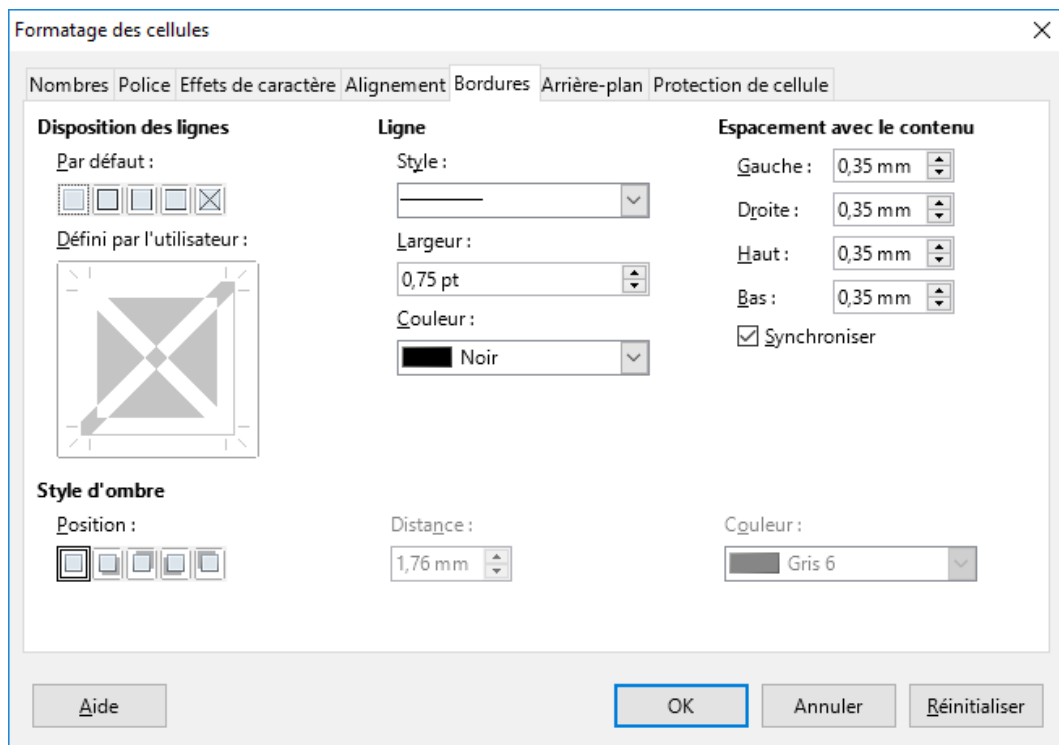 Formatage des cellules
Nombres Police Effets de caractère Alignement Bordures Arrière-plan Protection de cellule
Disposition des lignes
Par défaut :
Défini par l'utilisateur :
Ligne
Style :
Largeur :
0,75 pt
Couleur :
Noir
Espacement avec le contenu
Gauche : 0,35 mm
Droite : 0,35 mm
Haut : 0,35 mm
Bas : 0,35 mm
Synchroniser
Style d'ombre
Position :
Distance :
1,76 mm
Couleur :
Gris 6
Aide OK Annuler Réinitialiser